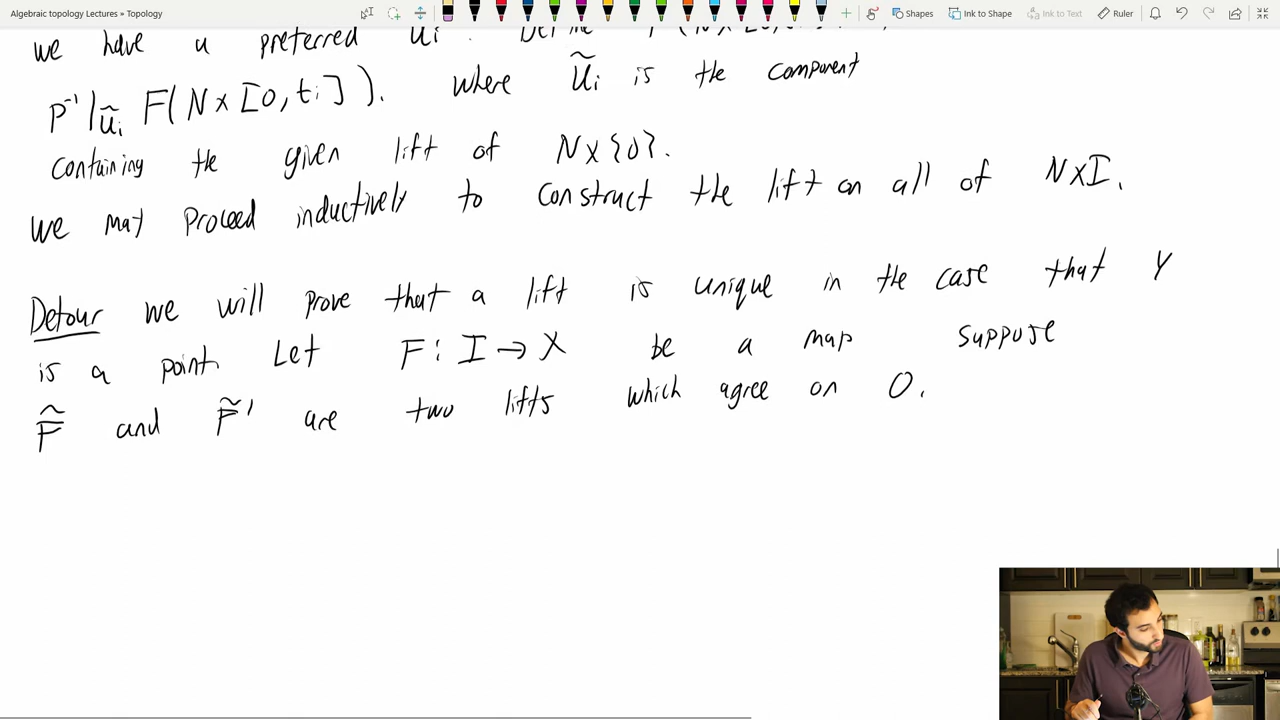 Algebraic topology Lectures - Topology
Shapes Ink to Shape Ink to Text Ruler
we have a preferred Ui.
P⁻¹|Ũi F(N×[0,ti]). where Ũi is the component
containing the given lift of N×{0}.
we may proceed inductively to construct the lift on all of N×I.
Detour we will prove that a lift is unique in the case that Y
is a point. Let F: I → X be a map suppose
F̃ and F̃' are two lifts which agree on 0.